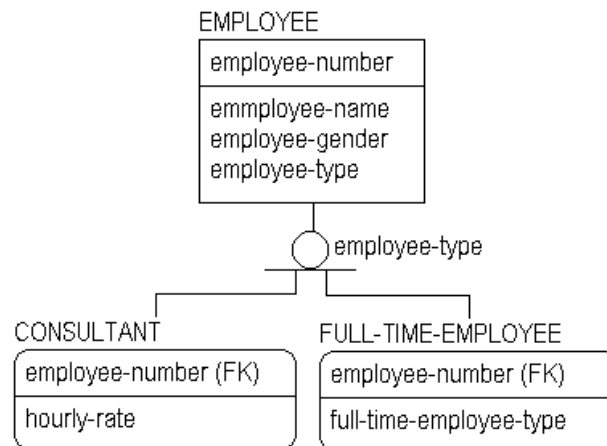 EMPLOYEE
employee-number
emmployee-name
employee-gender
employee-type
employee-type
CONSULTANT
employee-number (FK)
hourly-rate
FULL-TIME-EMPLOYEE
employee-number (FK)
full-time-employee-type